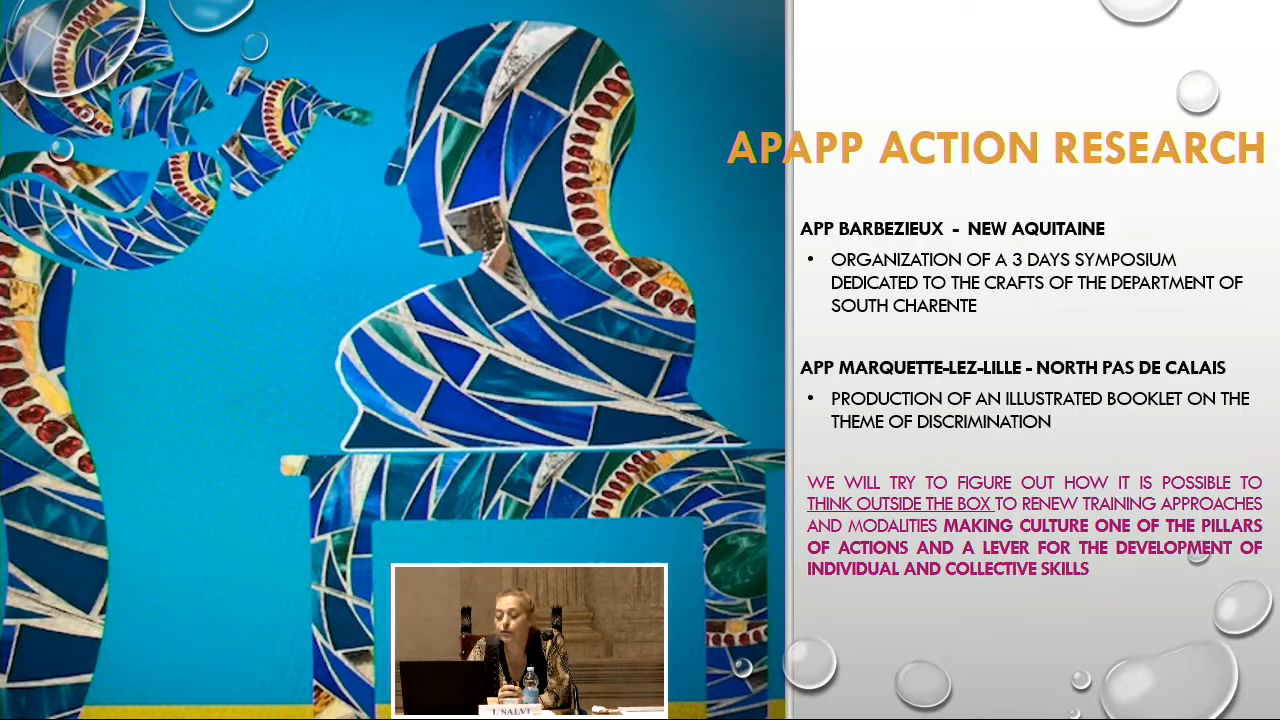 APAPP ACTION RESEARCH
APP BARBEZIEUX - NEW AQUITAINE
• ORGANIZATION OF A 3 DAYS SYMPOSIUM
DEDICATED TO THE CRAFTS OF THE DEPARTMENT OF
SOUTH CHARENTE
APP MARQUETTE-LEZ-LILLE - NORTH PAS DE CALAIS
• PRODUCTION OF AN ILLUSTRATED BOOKLET ON THE
THEME OF DISCRIMINATION
WE WILL TRY TO FIGURE OUT HOW IT IS POSSIBLE TO
THINK OUTSIDE THE BOX TO RENEW TRAINING APPROACHES
AND MODALITIES MAKING CULTURE ONE OF THE PILLARS
OF ACTIONS AND A LEVER FOR THE DEVELOPMENT OF
INDIVIDUAL AND COLLECTIVE SKILLS
I. SALVI